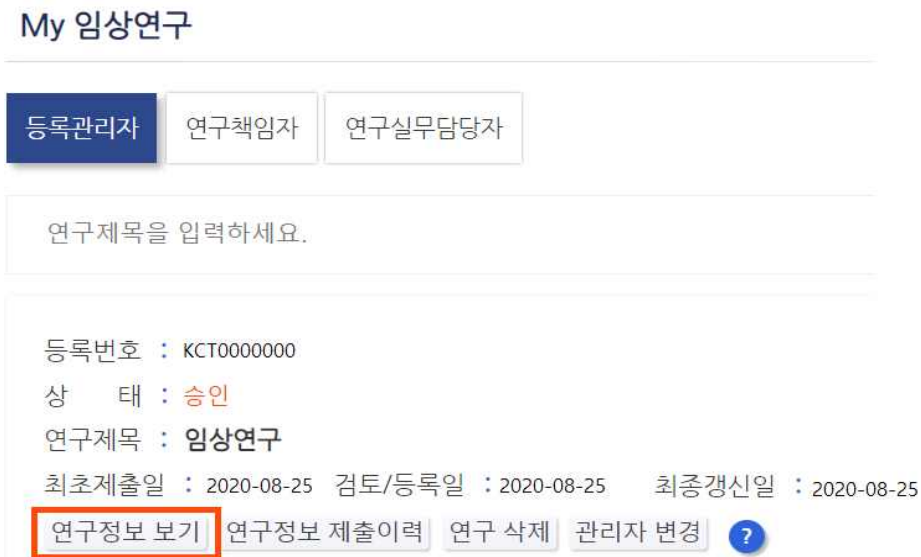 My 임상연구
등록관리자 연구책임자 연구실무담당자
연구제목을 입력하세요.
등록번호 : KCT0000000
상 태 : 승인
연구제목 : 임상연구
최초제출일 : 2020-08-25 검토/등록일 : 2020-08-25 최종갱신일 : 2020-08-25
연구정보 보기 연구정보 제출이력 연구 삭제 관리자 변경 ?